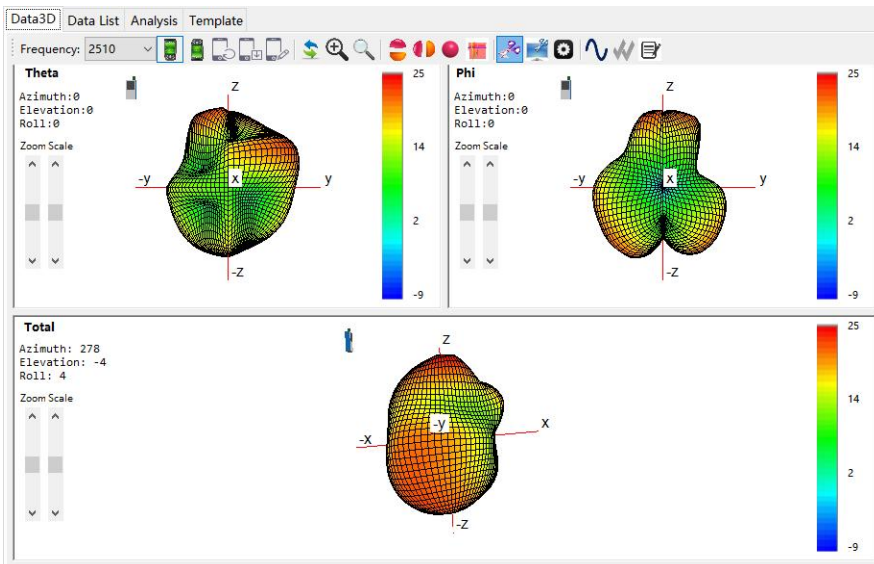 Data3D Data List Analysis Template
Frequency: 2510
Theta
Azimuth:0
Elevation:0
Roll:0
Zoom Scale
Z
-y
x
y
-Z
25
14
2
-9
Phi
Azimuth:0
Elevation:0
Roll:0
Zoom Scale
Z
-y
x
y
-Z
25
14
2
-9
Total
Azimuth: 278
Elevation: -4
Roll: 4
Zoom Scale
Z
-x
-y
x
-Z
25
14
2
-9